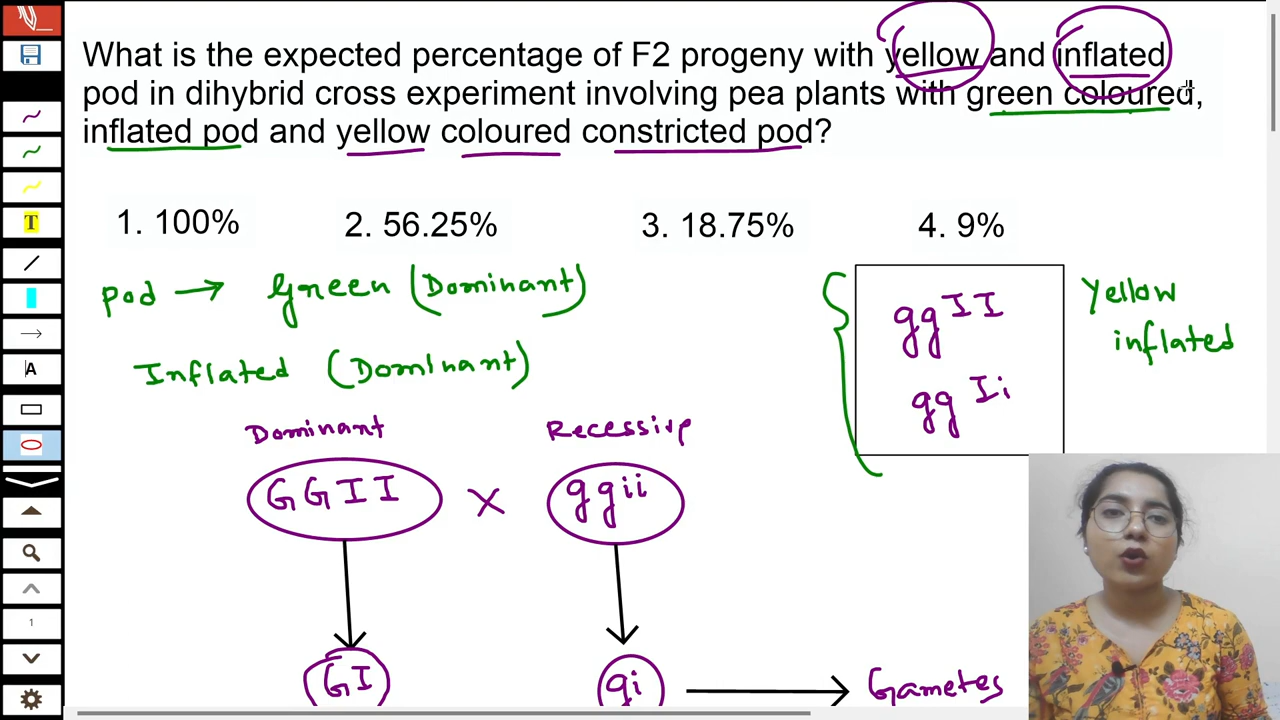 What is the expected percentage of F2 progeny with yellow and inflated
pod in dihybrid cross experiment involving pea plants with green coloured,
inflated pod and yellow coloured constricted pod?
1. 100% 2. 56.25% 3. 18.75% 4. 9%
Pod → Green (Dominant)
Inflated (Dominant)
ggII
ggIi
Yellow
inflated
Dominant Recessive
GGII X ggii
GI gi → Gametes
T
A
1